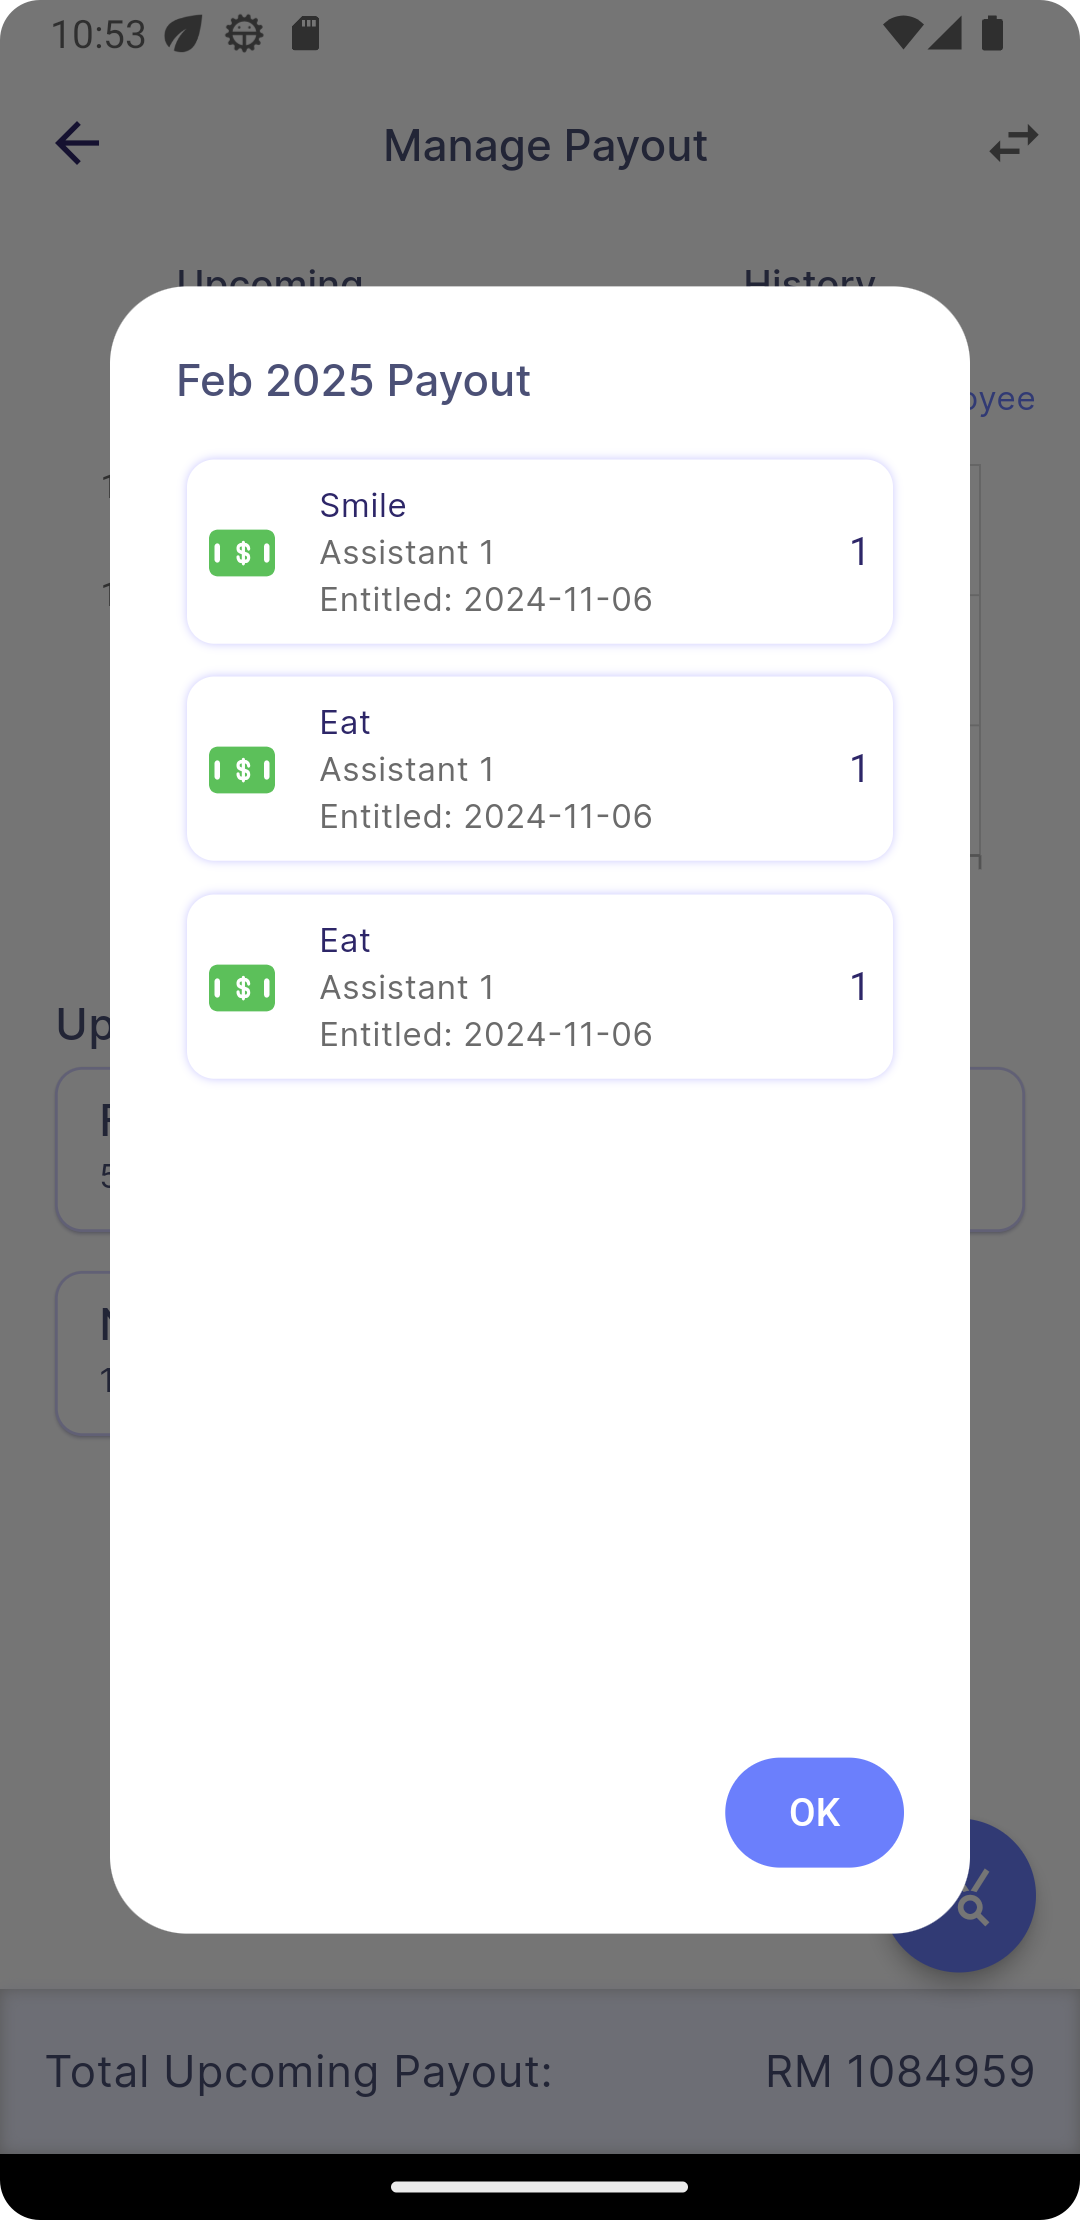 10:53
Manage Payout
Upcoming
History
Feb 2025 Payout
Smile
Assistant 1
Entitled: 2024-11-06
1
Eat
Assistant 1
Entitled: 2024-11-06
1
Eat
Assistant 1
Entitled: 2024-11-06
1
OK
Total Upcoming Payout:
RM 1084959